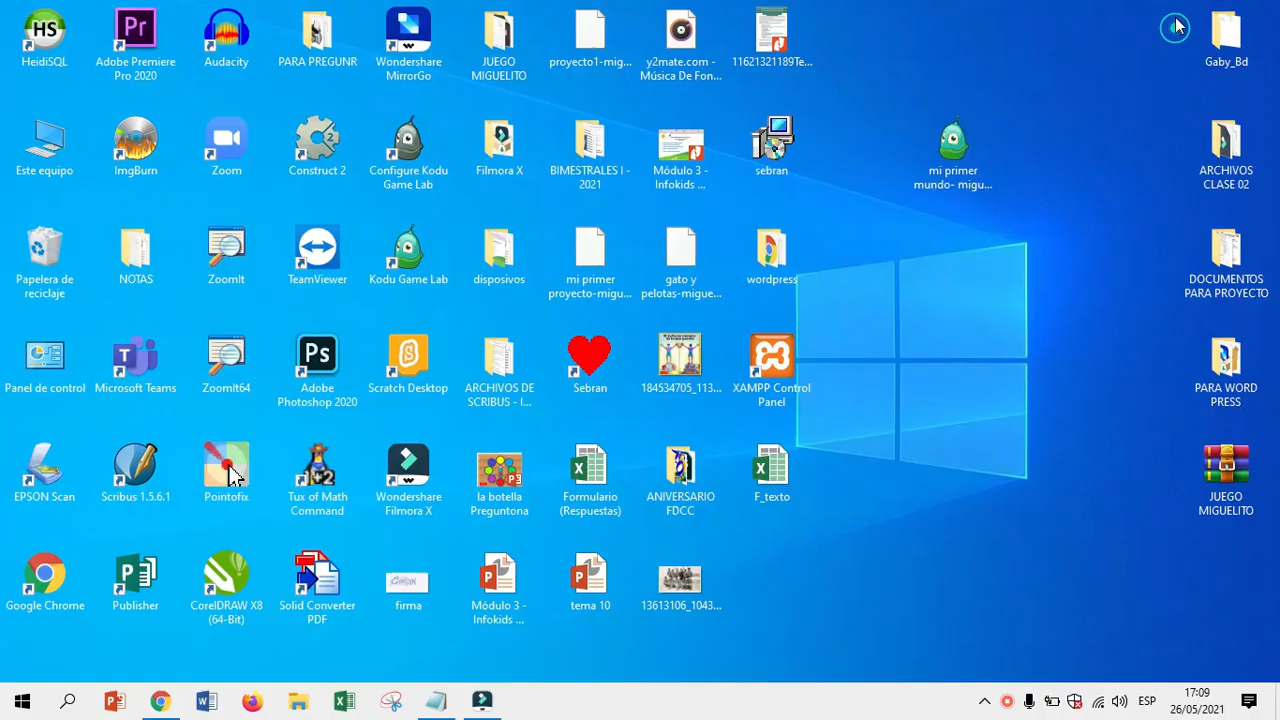 HeidiSQL
Adobe Premiere
Pro 2020
Audacity
PARA PREGUNR
Wondershare
MirrorGo
JUEGO
MIGUELITO
proyecto1-mig...
y2mate.com -
Música De Fon...
11621321189Te...
Gaby_Bd
Este equipo
ImgBurn
Zoom
Construct 2
Configure Kodu
Game Lab
Filmora X
BIMESTRALES I -
2021
Módulo 3 -
Infokids ...
sebran
mi primer
mundo- migu...
ARCHIVOS
CLASE 02
Papelera de
reciclaje
NOTAS
ZoomIt
TeamViewer
Kodu Game Lab
disposivos
mi primer
proyecto-migu...
gato y
pelotas-migue...
wordpress
DOCUMENTOS
PARA PROYECTO
Panel de control
Microsoft Teams
ZoomIt64
Adobe
Photoshop 2020
Scratch Desktop
ARCHIVOS DE
SCRIBUS - I...
Sebran
184534705_113...
XAMPP Control
Panel
PARA WORD
PRESS
EPSON Scan
Scribus 1.5.6.1
Pointofix
Tux of Math
Command
Wondershare
Filmora X
la botella
Preguntona
Formulario
(Respuestas)
ANIVERSARIO
FDCC
F_texto
JUEGO
MIGUELITO
Google Chrome
Publisher
CorelDRAW X8
(64-Bit)
Solid Converter
PDF
firma
Módulo 3 -
Infokids ...
tema 10
13613106_1043...
ESP
17:09
26/05/2021